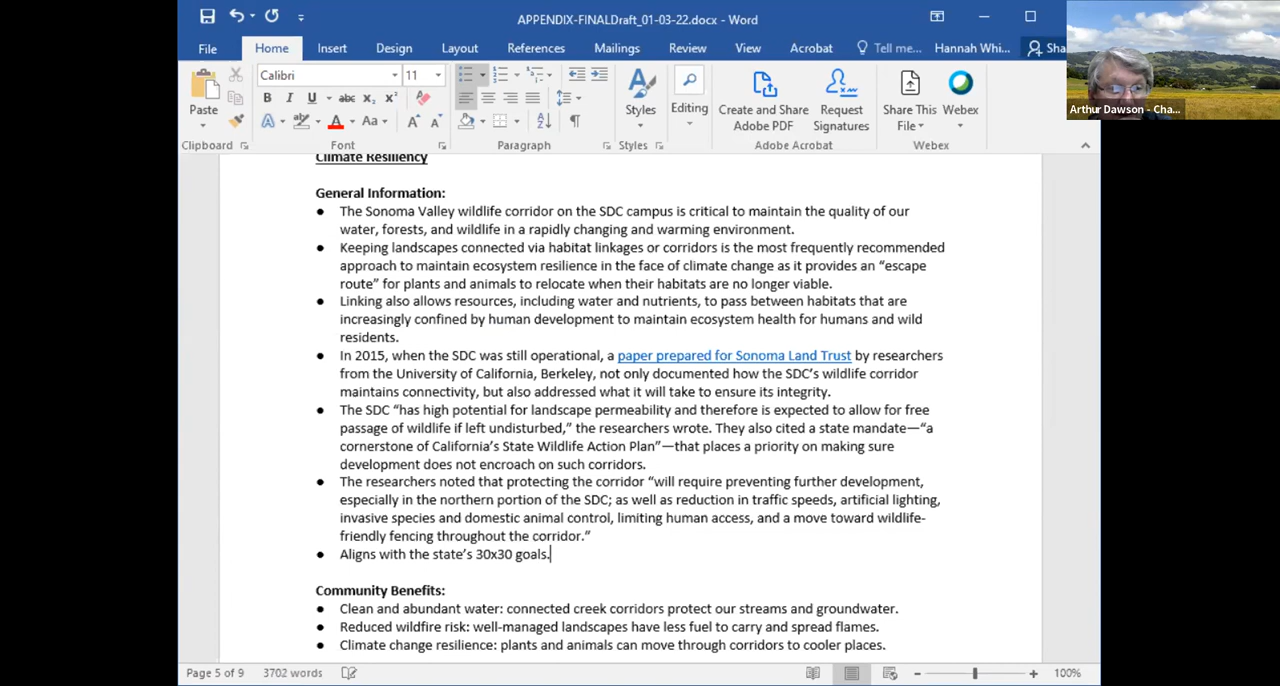 APPENDIX-FINALDraft_01-03-22.docx - Word
File Home Insert Design Layout References Mailings Review View Acrobat Tell me... Hannah Whi... Sha
Arthur Dawson - Cha...
Calibri 11
Paste
Styles
Editing
Create and Share
Adobe PDF
Request
Signatures
Share This
File
Webex
Clipboard Font Paragraph Styles Adobe Acrobat Webex
Climate Resiliency
General Information:
● The Sonoma Valley wildlife corridor on the SDC campus is critical to maintain the quality of our
water, forests, and wildlife in a rapidly changing and warming environment.
● Keeping landscapes connected via habitat linkages or corridors is the most frequently recommended
approach to maintain ecosystem resilience in the face of climate change as it provides an “escape
route” for plants and animals to relocate when their habitats are no longer viable.
● Linking also allows resources, including water and nutrients, to pass between habitats that are
increasingly confined by human development to maintain ecosystem health for humans and wild
residents.
● In 2015, when the SDC was still operational, a paper prepared for Sonoma Land Trust by researchers
from the University of California, Berkeley, not only documented how the SDC’s wildlife corridor
maintains connectivity, but also addressed what it will take to ensure its integrity.
● The SDC “has high potential for landscape permeability and therefore is expected to allow for free
passage of wildlife if left undisturbed,” the researchers wrote. They also cited a state mandate—“a
cornerstone of California’s State Wildlife Action Plan”—that places a priority on making sure
development does not encroach on such corridors.
● The researchers noted that protecting the corridor “will require preventing further development,
especially in the northern portion of the SDC; as well as reduction in traffic speeds, artificial lighting,
invasive species and domestic animal control, limiting human access, and a move toward wildlife-
friendly fencing throughout the corridor.”
● Aligns with the state’s 30x30 goals.
Community Benefits:
● Clean and abundant water: connected creek corridors protect our streams and groundwater.
● Reduced wildfire risk: well-managed landscapes have less fuel to carry and spread flames.
● Climate change resilience: plants and animals can move through corridors to cooler places.
Page 5 of 9 3702 words 100%